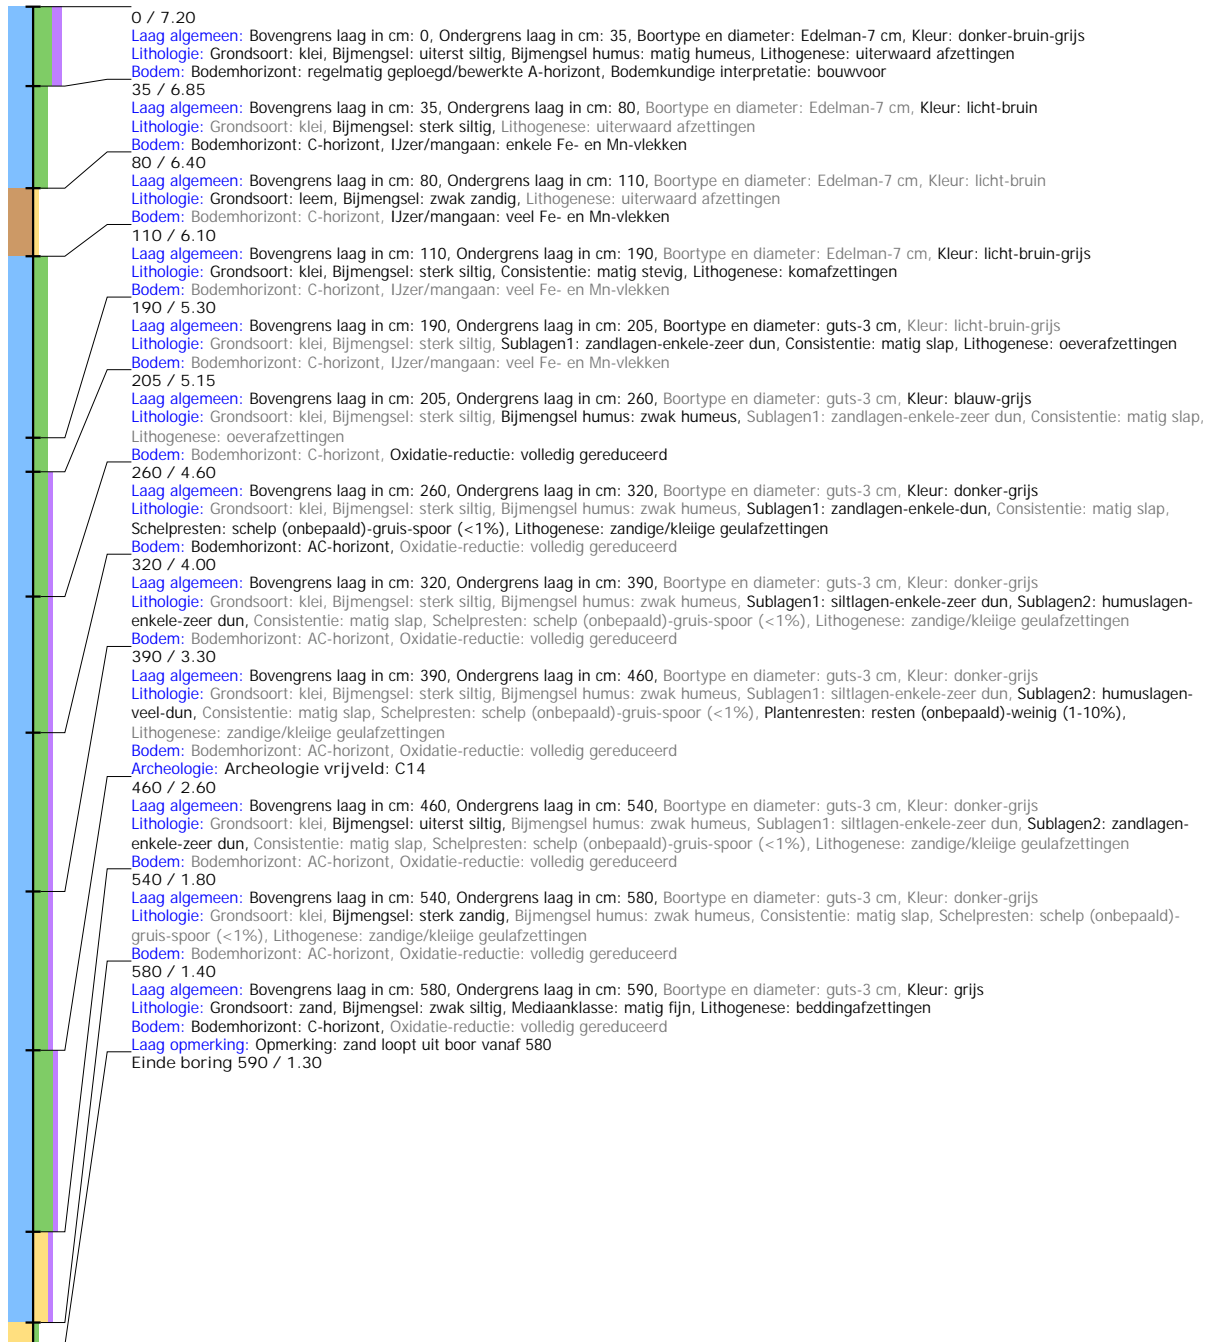 0 / 7.20
Laag algemeen: Bovengrens laag in cm: 0, Ondergrens laag in cm: 35, Boortype en diameter: Edelman-7 cm, Kleur: donker-bruin-grijs
Lithologie: Grondsoort: klei, Bijmengsel: uiterst siltig, Bijmengsel humus: matig humeus, Lithogenese: uiterwaard afzettingen
Bodem: Bodemhorizont: regelmatig geploegd/bewerkte A-horizont, Bodemkundige interpretatie: bouwvoor
35 / 6.85
Laag algemeen: Bovengrens laag in cm: 35, Ondergrens laag in cm: 80, Boortype en diameter: Edelman-7 cm, Kleur: licht-bruin
Lithologie: Grondsoort: klei, Bijmengsel: sterk siltig, Lithogenese: uiterwaard afzettingen
Bodem: Bodemhorizont: C-horizont, IJzer/mangaan: enkele Fe- en Mn-vlekken
80 / 6.40
Laag algemeen: Bovengrens laag in cm: 80, Ondergrens laag in cm: 110, Boortype en diameter: Edelman-7 cm, Kleur: licht-bruin
Lithologie: Grondsoort: leem, Bijmengsel: zwak zandig, Lithogenese: uiterwaard afzettingen
Bodem: Bodemhorizont: C-horizont, IJzer/mangaan: veel Fe- en Mn-vlekken
110 / 6.10
Laag algemeen: Bovengrens laag in cm: 110, Ondergrens laag in cm: 190, Boortype en diameter: Edelman-7 cm, Kleur: licht-bruin-grijs
Lithologie: Grondsoort: klei, Bijmengsel: sterk siltig, Consistentie: matig stevig, Lithogenese: komafzettingen
Bodem: Bodemhorizont: C-horizont, IJzer/mangaan: veel Fe- en Mn-vlekken
190 / 5.30
Laag algemeen: Bovengrens laag in cm: 190, Ondergrens laag in cm: 205, Boortype en diameter: guts-3 cm, Kleur: licht-bruin-grijs
Lithologie: Grondsoort: klei, Bijmengsel: sterk siltig, Sublagen1: zandlagen-enkele-zeer dun, Consistentie: matig slap, Lithogenese: oeverafzettingen
Bodem: Bodemhorizont: C-horizont, IJzer/mangaan: veel Fe- en Mn-vlekken
205 / 5.15
Laag algemeen: Bovengrens laag in cm: 205, Ondergrens laag in cm: 260, Boortype en diameter: guts-3 cm, Kleur: blauw-grijs
Lithologie: Grondsoort: klei, Bijmengsel: sterk siltig, Bijmengsel humus: zwak humeus, Sublagen1: zandlagen-enkele-zeer dun, Consistentie: matig slap,
Lithogenese: oeverafzettingen
Bodem: Bodemhorizont: C-horizont, Oxidatie-reductie: volledig gereduceerd
260 / 4.60
Laag algemeen: Bovengrens laag in cm: 260, Ondergrens laag in cm: 320, Boortype en diameter: guts-3 cm, Kleur: donker-grijs
Lithologie: Grondsoort: klei, Bijmengsel: sterk siltig, Bijmengsel humus: zwak humeus, Sublagen1: zandlagen-enkele-dun, Consistentie: matig slap,
Schelpresten: schelp (onbepaald)-gruis-spoor (<1%), Lithogenese: zandige/kleiige geulafzettingen
Bodem: Bodemhorizont: AC-horizont, Oxidatie-reductie: volledig gereduceerd
320 / 4.00
Laag algemeen: Bovengrens laag in cm: 320, Ondergrens laag in cm: 390, Boortype en diameter: guts-3 cm, Kleur: donker-grijs
Lithologie: Grondsoort: klei, Bijmengsel: sterk siltig, Bijmengsel humus: zwak humeus, Sublagen1: siltlagen-enkele-zeer dun, Sublagen2: humuslagen-
enkele-zeer dun, Consistentie: matig slap, Schelpresten: schelp (onbepaald)-gruis-spoor (<1%), Lithogenese: zandige/kleiige geulafzettingen
Bodem: Bodemhorizont: AC-horizont, Oxidatie-reductie: volledig gereduceerd
390 / 3.30
Laag algemeen: Bovengrens laag in cm: 390, Ondergrens laag in cm: 460, Boortype en diameter: guts-3 cm, Kleur: donker-grijs
Lithologie: Grondsoort: klei, Bijmengsel: sterk siltig, Bijmengsel humus: zwak humeus, Sublagen1: siltlagen-enkele-zeer dun, Sublagen2: humuslagen-
veel-dun, Consistentie: matig slap, Schelpresten: schelp (onbepaald)-gruis-spoor (<1%), Plantenresten: resten (onbepaald)-weinig (1-10%),
Lithogenese: zandige/kleiige geulafzettingen
Bodem: Bodemhorizont: AC-horizont, Oxidatie-reductie: volledig gereduceerd
Archeologie: Archeologie vrijveld: C14
460 / 2.60
Laag algemeen: Bovengrens laag in cm: 460, Ondergrens laag in cm: 540, Boortype en diameter: guts-3 cm, Kleur: donker-grijs
Lithologie: Grondsoort: klei, Bijmengsel: uiterst siltig, Bijmengsel humus: zwak humeus, Sublagen1: siltlagen-enkele-zeer dun, Sublagen2: zandlagen-
enkele-zeer dun, Consistentie: matig slap, Schelpresten: schelp (onbepaald)-gruis-spoor (<1%), Lithogenese: zandige/kleiige geulafzettingen
Bodem: Bodemhorizont: AC-horizont, Oxidatie-reductie: volledig gereduceerd
540 / 1.80
Laag algemeen: Bovengrens laag in cm: 540, Ondergrens laag in cm: 580, Boortype en diameter: guts-3 cm, Kleur: donker-grijs
Lithologie: Grondsoort: klei, Bijmengsel: sterk zandig, Bijmengsel humus: zwak humeus, Consistentie: matig slap, Schelpresten: schelp (onbepaald)-
gruis-spoor (<1%), Lithogenese: zandige/kleiige geulafzettingen
Bodem: Bodemhorizont: AC-horizont, Oxidatie-reductie: volledig gereduceerd
580 / 1.40
Laag algemeen: Bovengrens laag in cm: 580, Ondergrens laag in cm: 590, Boortype en diameter: guts-3 cm, Kleur: grijs
Lithologie: Grondsoort: zand, Bijmengsel: zwak siltig, Mediaanklasse: matig fijn, Lithogenese: beddingafzettingen
Bodem: Bodemhorizont: C-horizont, Oxidatie-reductie: volledig gereduceerd
Laag opmerking: Opmerking: zand loopt uit boor vanaf 580
Einde boring 590 / 1.30